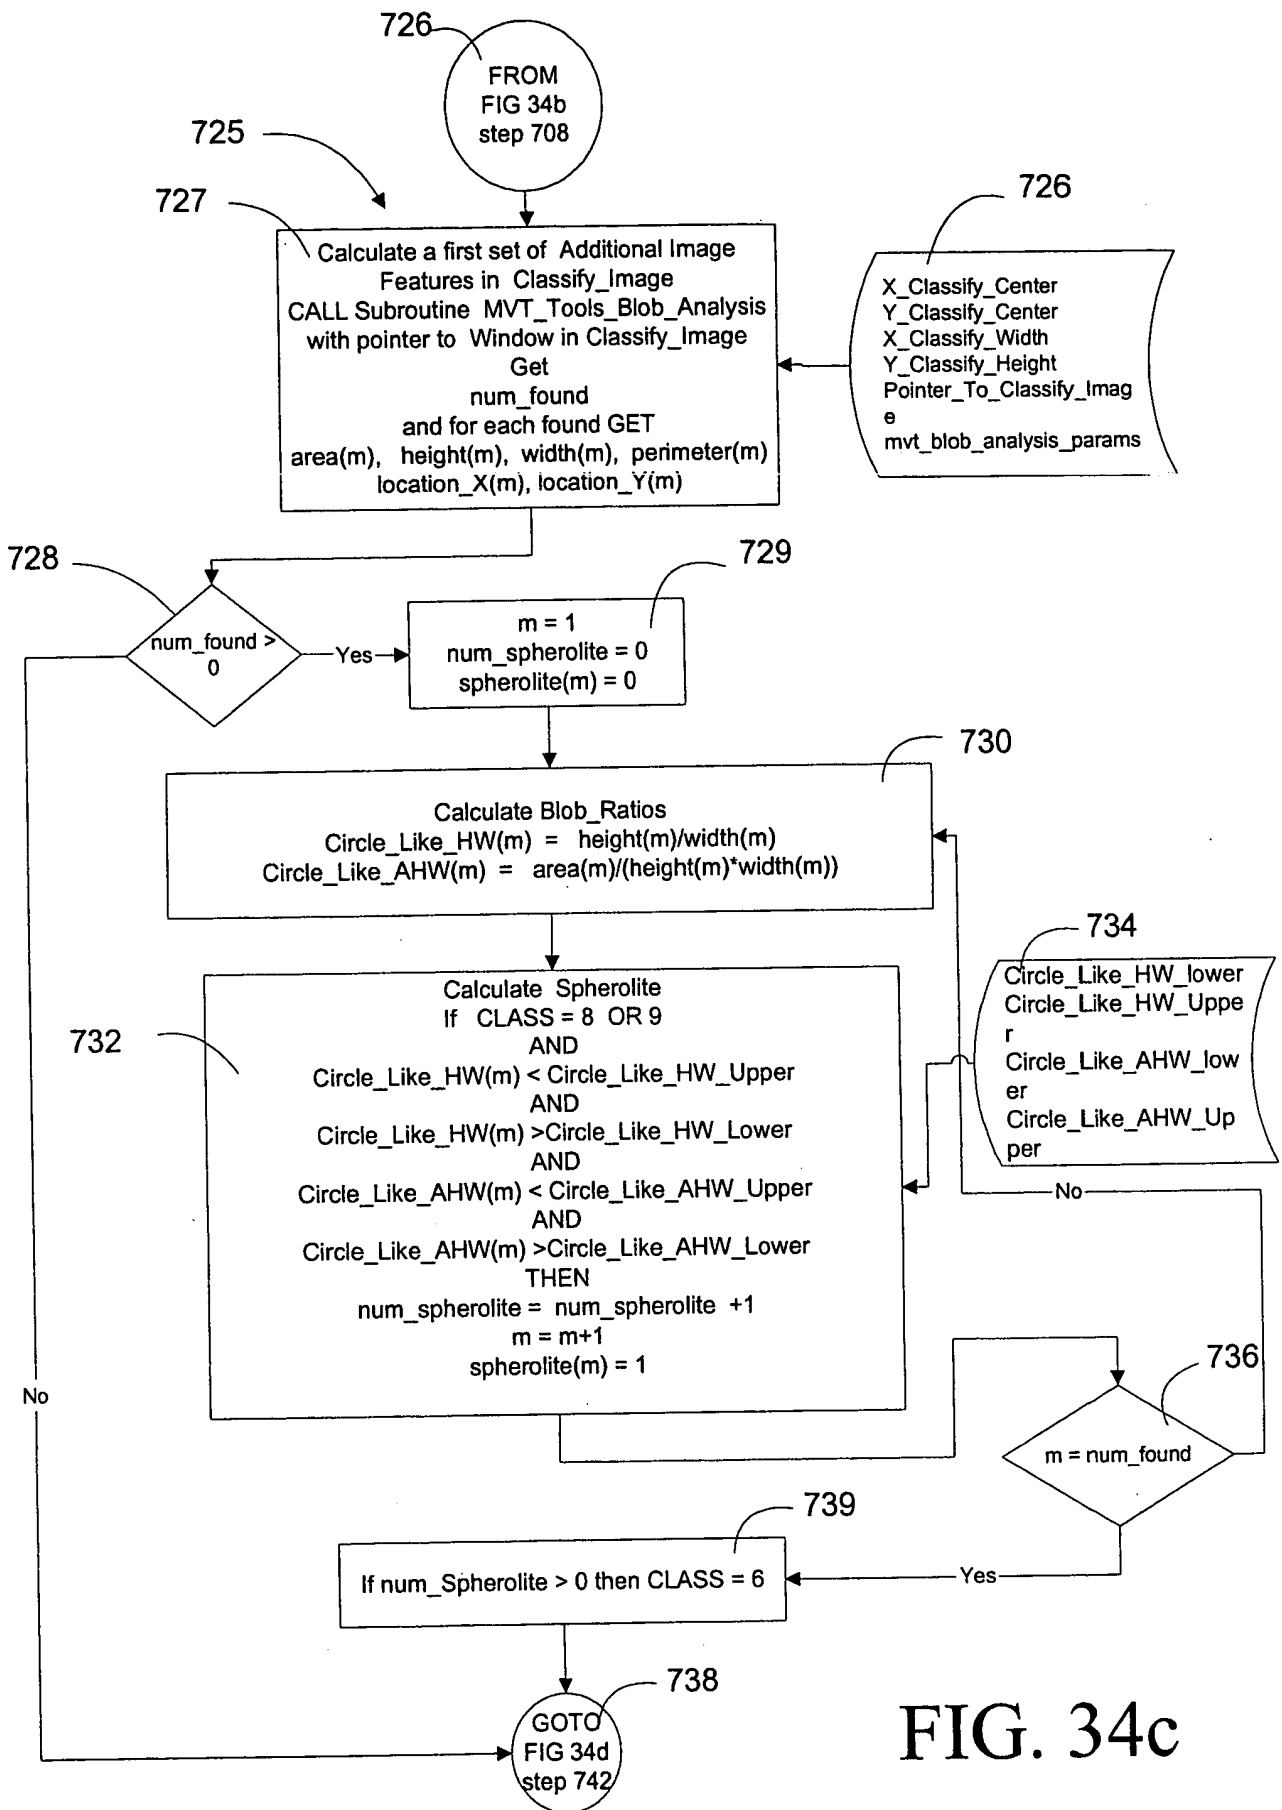 726
FROM
FIG 34b
step 708
725
727
Calculate a first set of Additional Image
Features in Classify_Image
CALL Subroutine MVT_Tools_Blob_Analysis
with pointer to Window in Classify_Image
Get
num_found
and for each found GET
area(m), height(m), width(m), perimeter(m)
location_X(m), location_Y(m)
726
X_Classify_Center
Y_Classify_Center
X_Classify_Width
Y_Classify_Height
Pointer_To_Classify_Imag
e
mvt_blob_analysis_params
728
num_found >
0
Yes
729
m = 1
num_spherolite = 0
spherolite(m) = 0
730
Calculate Blob_Ratios
Circle_Like_HW(m) = height(m)/width(m)
Circle_Like_AHW(m) = area(m)/(height(m)*width(m))
732
Calculate Spherolite
If CLASS = 8 OR 9
AND
Circle_Like_HW(m) < Circle_Like_HW_Upper
AND
Circle_Like_HW(m) >Circle_Like_HW_Lower
AND
Circle_Like_AHW(m) < Circle_Like_AHW_Upper
AND
Circle_Like_AHW(m) >Circle_Like_AHW_Lower
THEN
num_spherolite = num_spherolite +1
m = m+1
spherolite(m) = 1
734
Circle_Like_HW_lower
Circle_Like_HW_Uppe
r
Circle_Like_AHW_low
er
Circle_Like_AHW_Up
per
No
736
m = num_found
Yes
No
739
If num_Spherolite > 0 then CLASS = 6
738
GOTO
FIG 34d
step 742
FIG. 34c